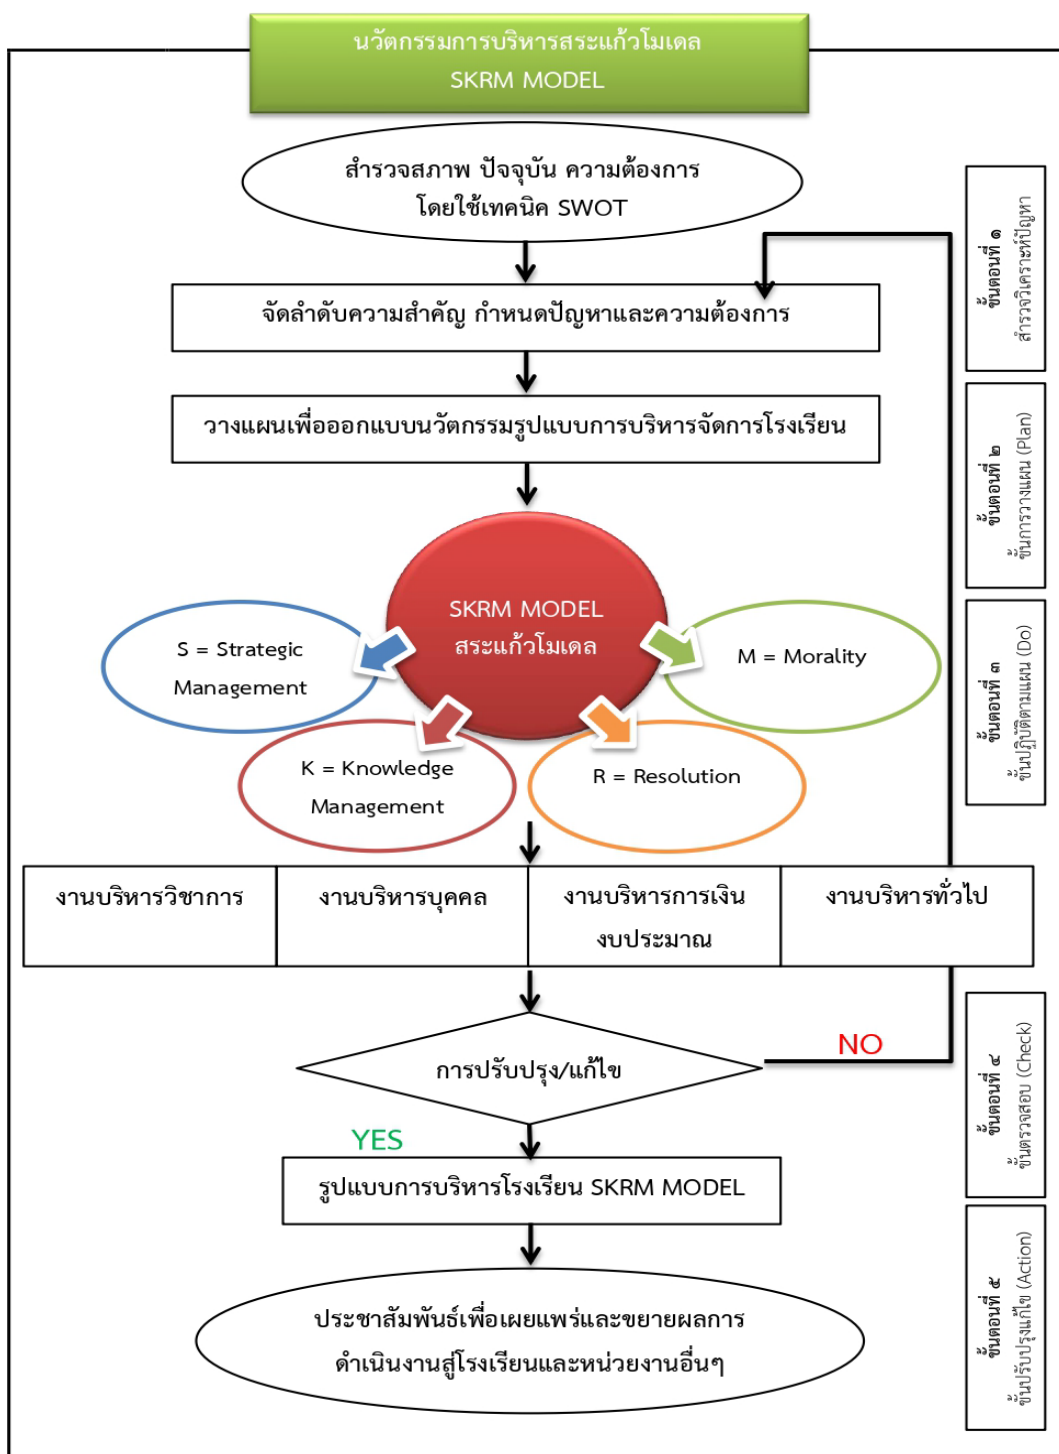 นวัตกรรมการบริหารสระแก้วโมเดล
SKRM MODEL
สำรวจสภาพ ปัจจุบัน ความต้องการ
โดยใช้เทคนิค SWOT
จัดลำดับความสำคัญ กำหนดปัญหาและความต้องการ
วางแผนเพื่อออกแบบนวัตกรรมรูปแบบการบริหารจัดการโรงเรียน
SKRM MODEL
สระแก้วโมเดล
S = Strategic
Management
K = Knowledge
Management
R = Resolution
M = Morality
งานบริหารวิชาการ
งานบริหารบุคคล
งานบริหารการเงิน
งบประมาณ
งานบริหารทั่วไป
การปรับปรุง/แก้ไข
NO
YES
รูปแบบการบริหารโรงเรียน SKRM MODEL
ประชาสัมพันธ์เพื่อเผยแพร่และขยายผลการ
ดำเนินงานสู่โรงเรียนและหน่วยงานอื่นๆ
ขั้นตอนที่ ๑
สำรวจวิเคราะห์ปัญหา
ขั้นตอนที่ ๒
ขั้นการวางแผน (Plan)
ขั้นตอนที่ ๓
ขั้นปฏิบัติตามแผน (Do)
ขั้นตอนที่ ๔
ขั้นตรวจสอบ (Check)
ขั้นตอนที่ ๕
ขั้นปรับปรุงแก้ไข (Action)